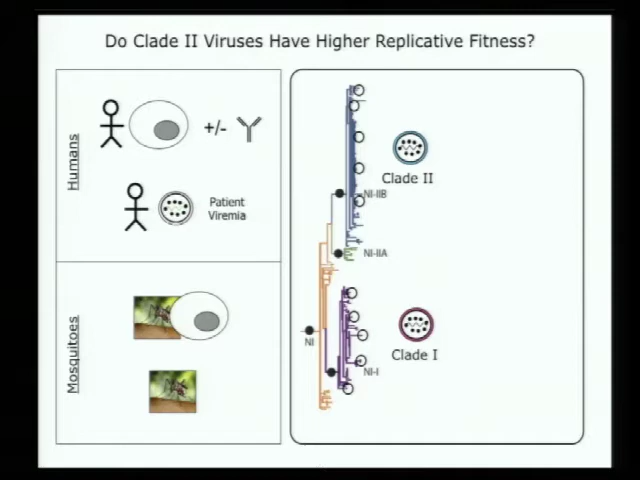 Do Clade II Viruses Have Higher Replicative Fitness?
Humans
+/-
Patient
Viremia
Mosquitoes
Clade II
NI-IIB
NI-IIA
NI
Clade I
NI-I